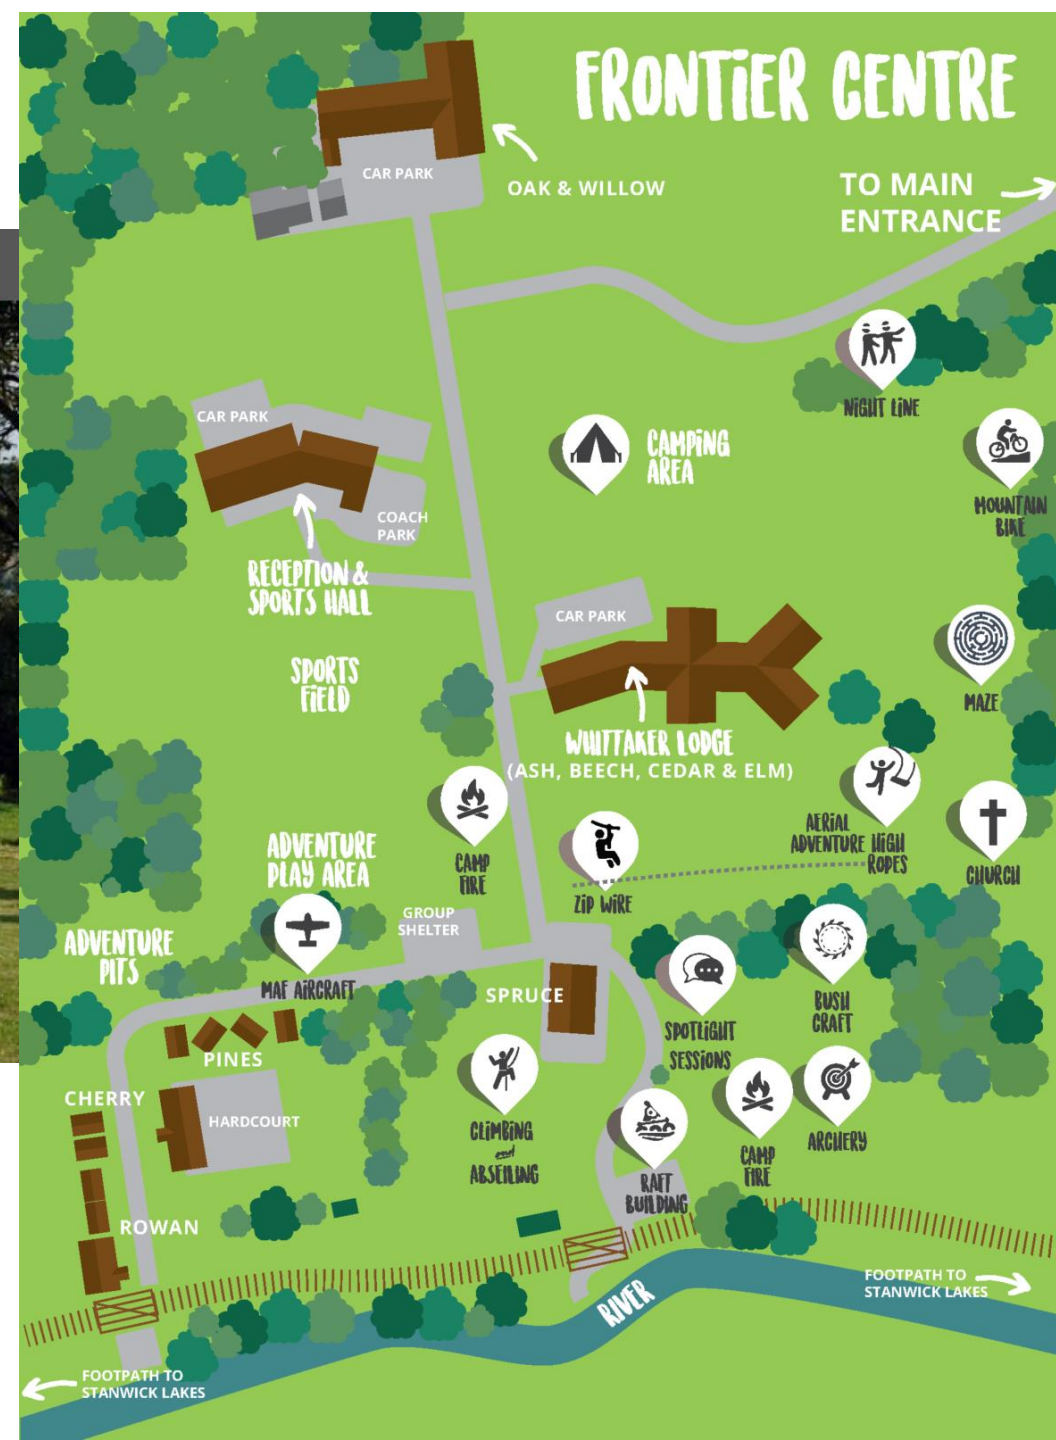 FRONTIER CENTRE
CAR PARK
OAK & WILLOW
TO MAIN
ENTRANCE
NIGHT LINE
CAR PARK
CAMPING
AREA
MOUNTAIN
BIKE
COACH
PARK
RECEPTION &
SPORTS HALL
CAR PARK
SPORTS
FIELD
MAZE
WHITTAKER LODGE
(ASH, BEECH, CEDAR & ELM)
AERIAL
ADVENTURE HIGH
ROPES
CHURCH
ADVENTURE
PLAY AREA
CAMP
FIRE
ZIP WIRE
GROUP
SHELTER
ADVENTURE
PITS
MAF AIRCRAFT
SPRUCE
SPOTLIGHT
SESSIONS
BUSH
CRAFT
PINES
CHERRY
HARDCOURT
CLIMBING
and
ABSEILING
RAFT
BUILDING
CAMP
FIRE
ARCHERY
ROWAN
RIVER
FOOTPATH TO
STANWICK LAKES
FOOTPATH TO
STANWICK LAKES